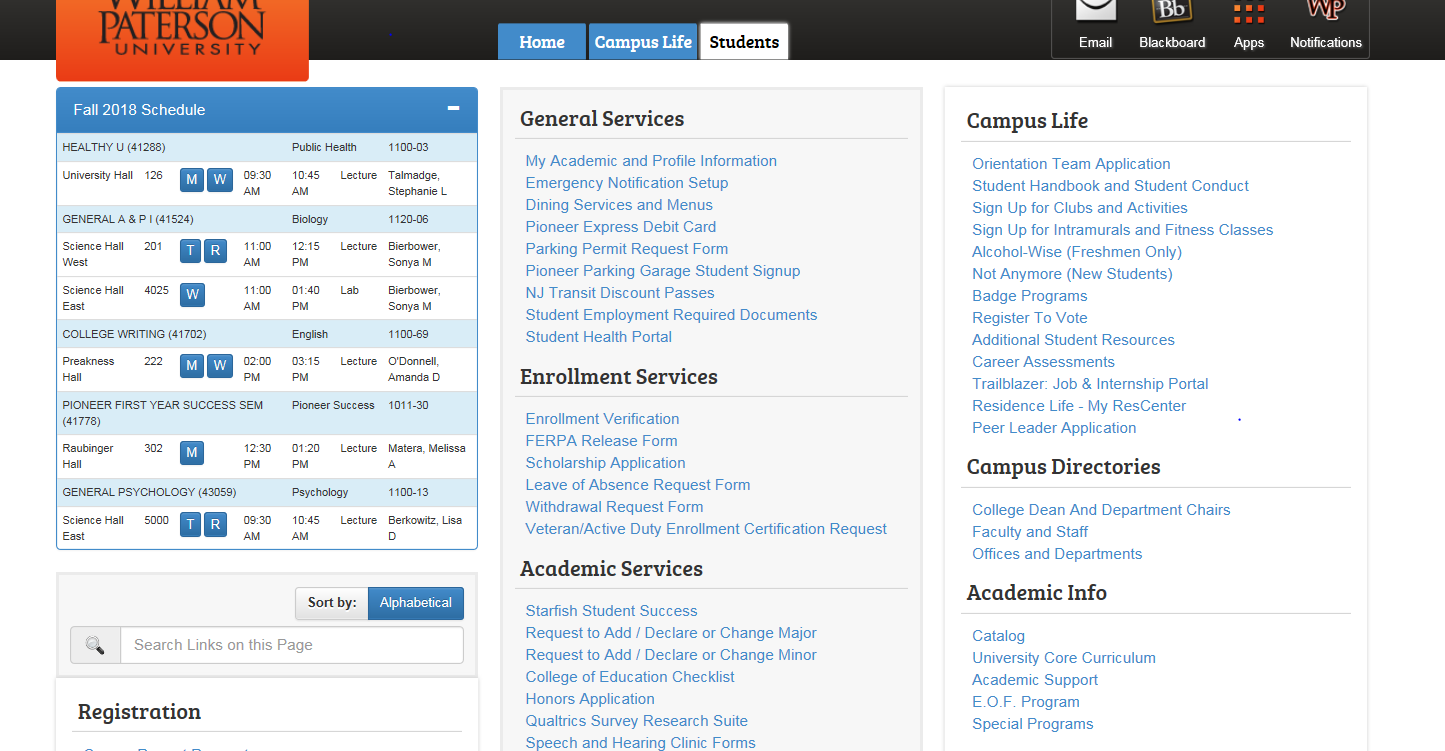 WILLIAM
PATERSON
UNIVERSITY
Home
Campus Life
Students
Bb
WP
Email
Blackboard
Apps
Notifications
Fall 2018 Schedule
HEALTHY U (41288) Public Health 1100-03
University Hall 126 M W 09:30 10:45 Lecture Talmadge,
AM AM Stephanie L
GENERAL A & P I (41524) Biology 1120-06
Science Hall 201 T R 11:00 12:15 Lecture Bierbower,
West AM PM Sonya M
Science Hall 4025 W 11:00 01:40 Lab Bierbower,
East AM PM Sonya M
COLLEGE WRITING (41702) English 1100-69
Preakness 222 M W 02:00 03:15 Lecture O'Donnell,
Hall PM PM Amanda D
PIONEER FIRST YEAR SUCCESS SEM Pioneer Success 1011-30
(41778)
Raubinger 302 M 12:30 01:20 Lecture Matera, Melissa
Hall PM PM A
GENERAL PSYCHOLOGY (43059) Psychology 1100-13
Science Hall 5000 T R 09:30 10:45 Lecture Berkowitz, Lisa
East AM AM D
Sort by: Alphabetical
Search Links on this Page
Registration
General Services
My Academic and Profile Information
Emergency Notification Setup
Dining Services and Menus
Pioneer Express Debit Card
Parking Permit Request Form
Pioneer Parking Garage Student Signup
NJ Transit Discount Passes
Student Employment Required Documents
Student Health Portal
Enrollment Services
Enrollment Verification
FERPA Release Form
Scholarship Application
Leave of Absence Request Form
Withdrawal Request Form
Veteran/Active Duty Enrollment Certification Request
Academic Services
Starfish Student Success
Request to Add / Declare or Change Major
Request to Add / Declare or Change Minor
College of Education Checklist
Honors Application
Qualtrics Survey Research Suite
Speech and Hearing Clinic Forms
Campus Life
Orientation Team Application
Student Handbook and Student Conduct
Sign Up for Clubs and Activities
Sign Up for Intramurals and Fitness Classes
Alcohol-Wise (Freshmen Only)
Not Anymore (New Students)
Badge Programs
Register To Vote
Additional Student Resources
Career Assessments
Trailblazer: Job & Internship Portal
Residence Life - My ResCenter
Peer Leader Application
Campus Directories
College Dean And Department Chairs
Faculty and Staff
Offices and Departments
Academic Info
Catalog
University Core Curriculum
Academic Support
E.O.F. Program
Special Programs